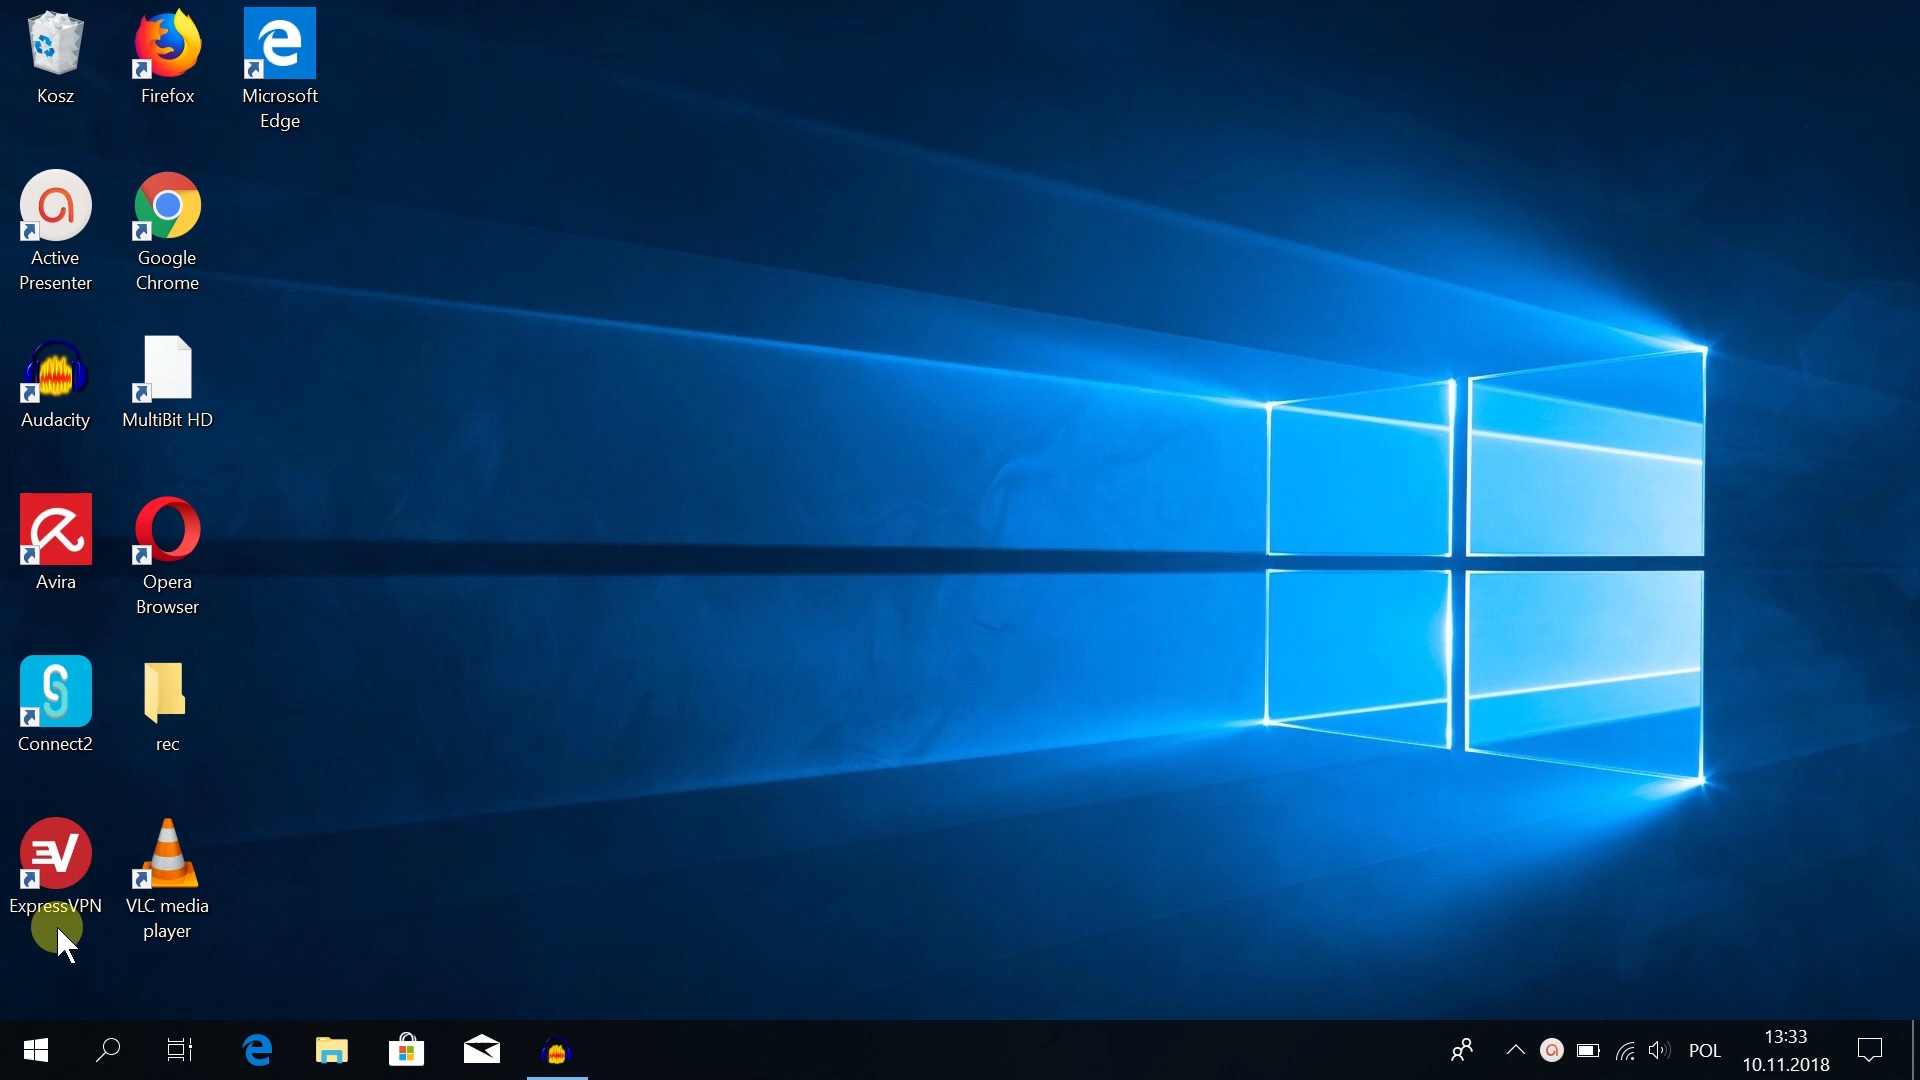 Kosz
Firefox
Microsoft
Edge
Active
Presenter
Google
Chrome
Audacity
MultiBit HD
Avira
Opera
Browser
Connect2
rec
ExpressVPN
VLC media
player
POL
13:33
10.11.2018